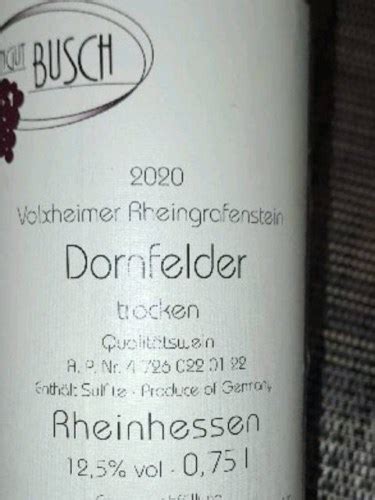 BUSCH
2020
Volxheimer Rheingrafenstein
Dornfelder
trocken
Qualitätswein
A. P. Nr. 4 726 022 01 22
Enthält Sulfite - Produce of Germany
Rheinhessen
12,5% vol - 0,75 l